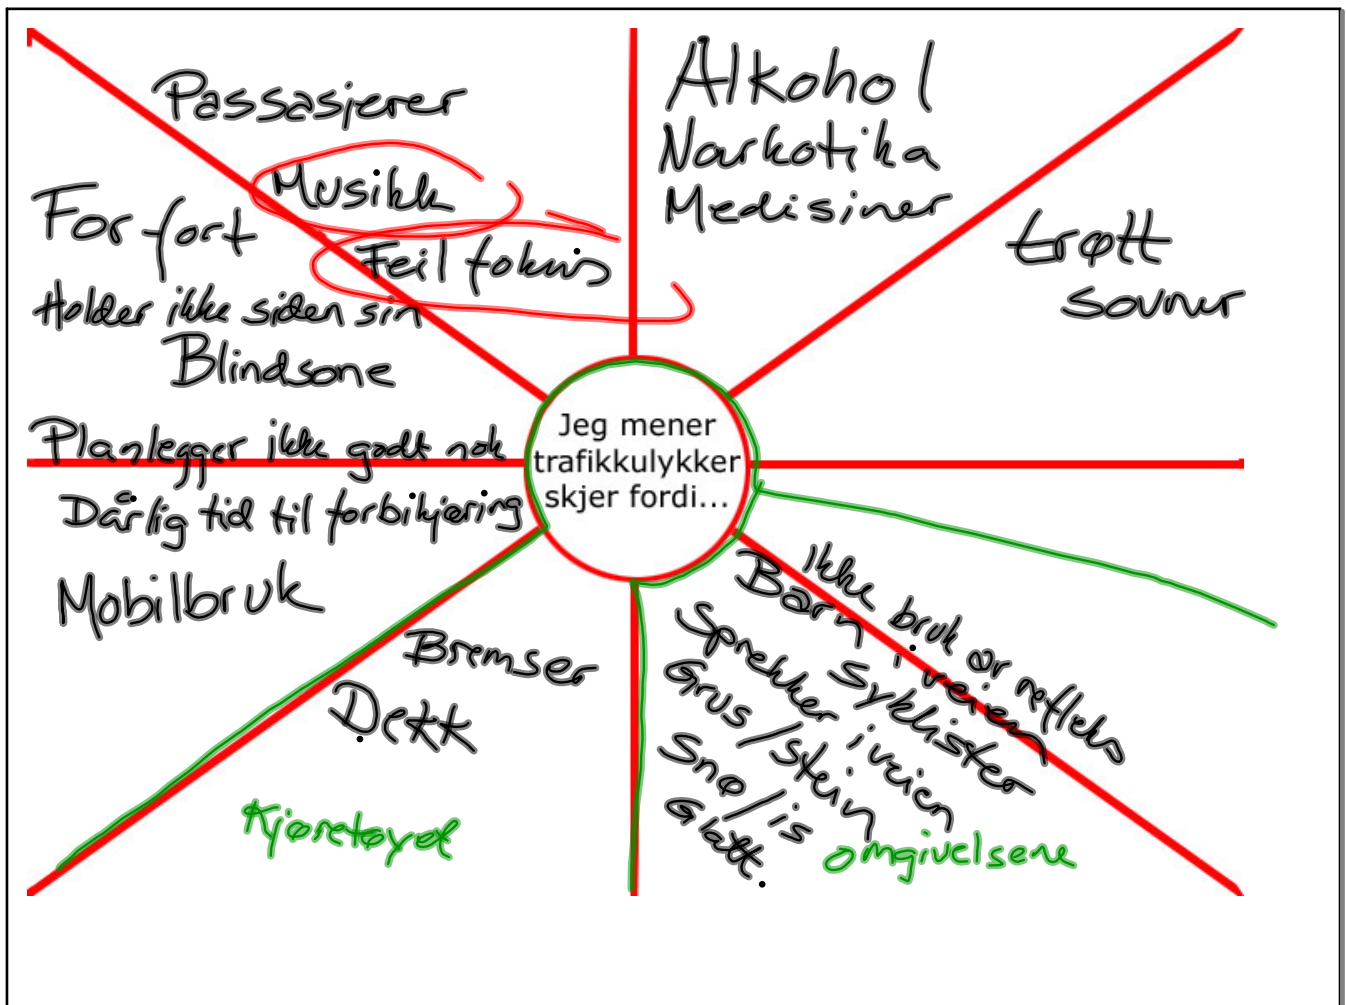 Passasjerer
Musikk
Feil fokus
Alkohol
Narkotika
Medisiner
trøtt
sovner
For fort
Holder ikke siden sin
Blindsone
Planlegger ikke godt nok
Jeg mener
trafikkulykker
skjer fordi...
Dårlig tid til forbikjøring
Mobilbruk
Bremser
Dekk
Kjøretøyet
Ikke bruk av refleks
Barn i veien
Syklister
Sprekker i veien
Grus/stein
Snø/is
Glatt
omgivelsene